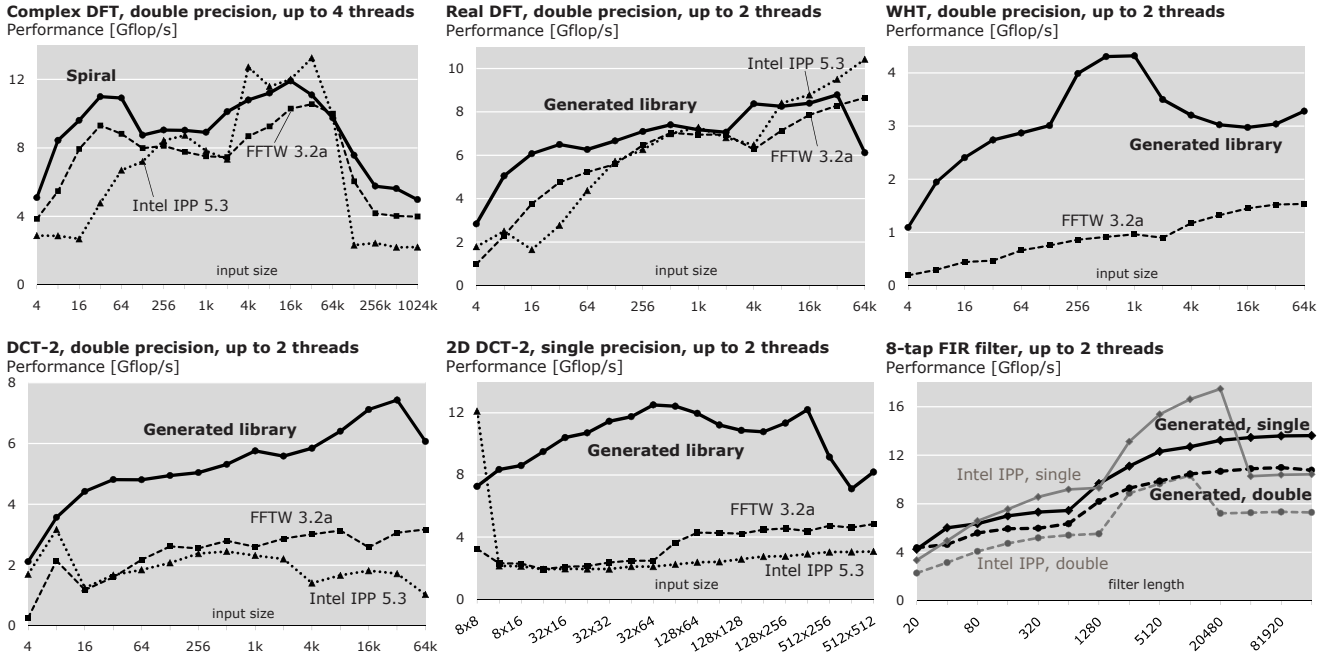 Complex DFT, double precision, up to 4 threads
Performance [Gflop/s]
12
8
4
0
Spiral
FFTW 3.2a
Intel IPP 5.3
input size
4 16 64 256 1k 4k 16k 64k 256k 1024k
Real DFT, double precision, up to 2 threads
Performance [Gflop/s]
10
8
6
4
2
0
Intel IPP 5.3
Generated library
FFTW 3.2a
input size
4 16 64 256 1k 4k 16k 64k
WHT, double precision, up to 2 threads
Performance [Gflop/s]
4
3
2
1
0
Generated library
FFTW 3.2a
input size
4 16 64 256 1k 4k 16k 64k
DCT-2, double precision, up to 2 threads
Performance [Gflop/s]
8
6
4
2
0
Generated library
FFTW 3.2a
Intel IPP 5.3
input size
4 16 64 256 1k 4k 16k 64k
2D DCT-2, single precision, up to 2 threads
Performance [Gflop/s]
12
8
4
0
Generated library
FFTW 3.2a
Intel IPP 5.3
input size
8x8 8x16 32x16 32x32 32x64 128x64 128x128 128x256 512x256 512x512
8-tap FIR filter, up to 2 threads
Performance [Gflop/s]
16
12
8
4
0
Generated, single
Intel IPP, single
Generated, double
Intel IPP, double
filter length
20 80 320 1280 5120 20480 81920